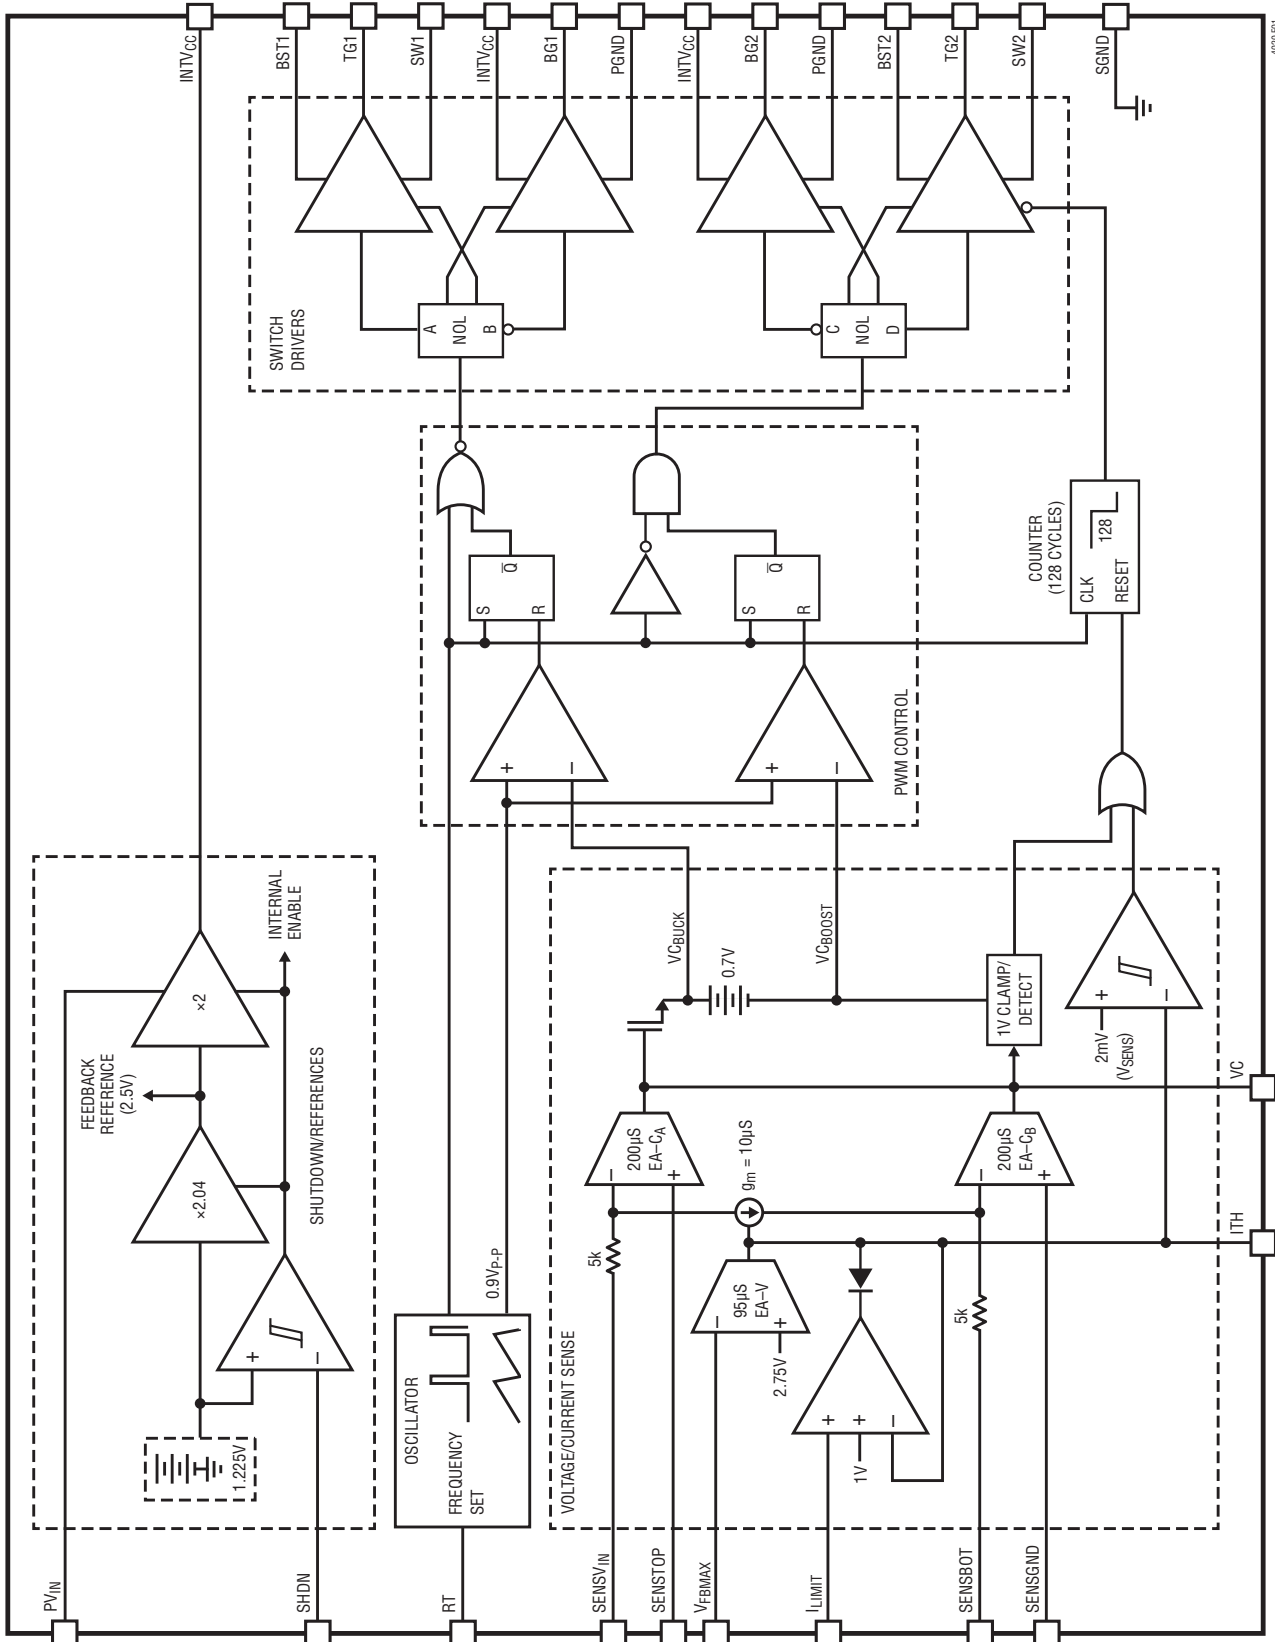 PVIN
SHDN
RT
SENSVIN
SENSTOP
VFBMAX
ILIMIT
SENSBOT
SENSGND
1.225V
+
–
×2.04
FEEDBACK
REFERENCE
(2.5V)
×2
INTERNAL
ENABLE
SHUTDOWN/REFERENCES
OSCILLATOR
FREQUENCY
SET
0.9VP-P
VOLTAGE/CURRENT SENSE
5k
–
200µS
EA–CA
+
gm = 10µS
–
95µS
EA–V
+
2.75V
+
+
–
1V
5k
–
200µS
EA–CB
+
VCBUCK
0.7V
VCBOOST
1V CLAMP/
DETECT
2mV
(VSENS)
+
–
VC
ITH
+
–
+
–
PWM CONTROL
S
R
Q̅
S
R
Q̅
COUNTER
(128 CYCLES)
CLK
RESET
128
SWITCH
DRIVERS
A
NOL
B
C
NOL
D
INTVCC
BST1
TG1
SW1
INTVCC
BG1
PGND
INTVCC
BG2
PGND
BST2
TG2
SW2
SGND